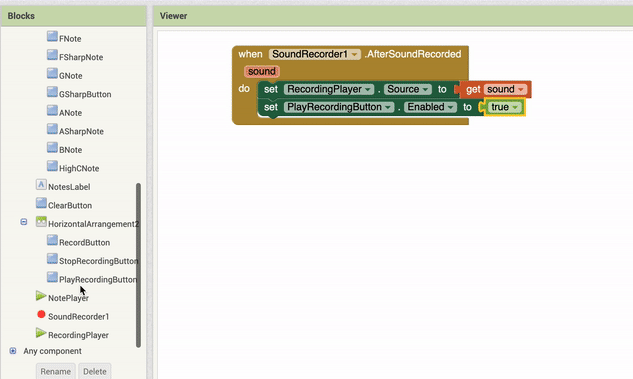 Blocks
Viewer
FNote
FSharpNote
GNote
GSharpButton
ANote
ASharpNote
BNote
HighCNote
A NotesLabel
ClearButton
HorizontalArrangement2
RecordButton
StopRecordingButton
PlayRecordingButton
NotePlayer
SoundRecorder1
RecordingPlayer
Any component
Rename Delete
when SoundRecorder1 .AfterSoundRecorded
sound
do set RecordingPlayer . Source to get sound
set PlayRecordingButton . Enabled to true